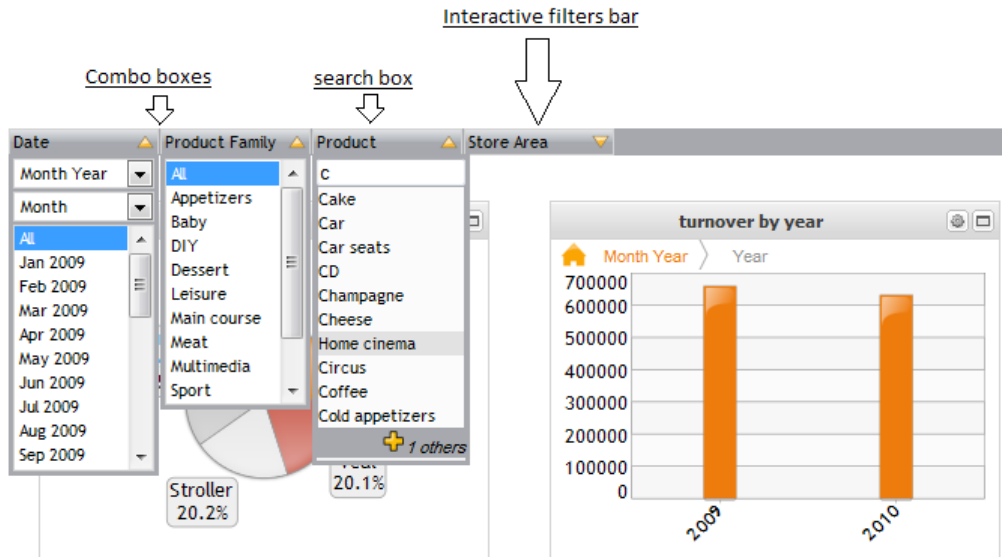 Interactive filters bar
Combo boxes
search box
Date
Product Family
Product
Store Area
Month Year
Month
All
Jan 2009
Feb 2009
Mar 2009
Apr 2009
May 2009
Jun 2009
Jul 2009
Aug 2009
Sep 2009
All
Appetizers
Baby
DIY
Dessert
Leisure
Main course
Meat
Multimedia
Sport
c
Cake
Car
Car seats
CD
Champagne
Cheese
Home cinema
Circus
Coffee
Cold appetizers
1 others
Stroller
20.2%
20.1%
turnover by year
Month Year
Year
700000
600000
500000
400000
300000
200000
100000
0
2009
2010